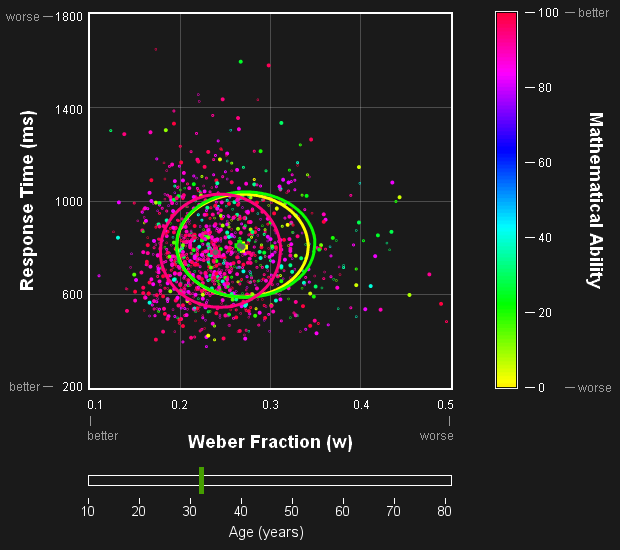 worse
1800
1400
1000
600
better
200
Response Time (ms)
0.1
0.2
0.3
0.4
0.5
better
worse
Weber Fraction (w)
10
20
30
40
50
60
70
80
Age (years)
100
better
80
60
40
20
0
worse
Mathematical Ability